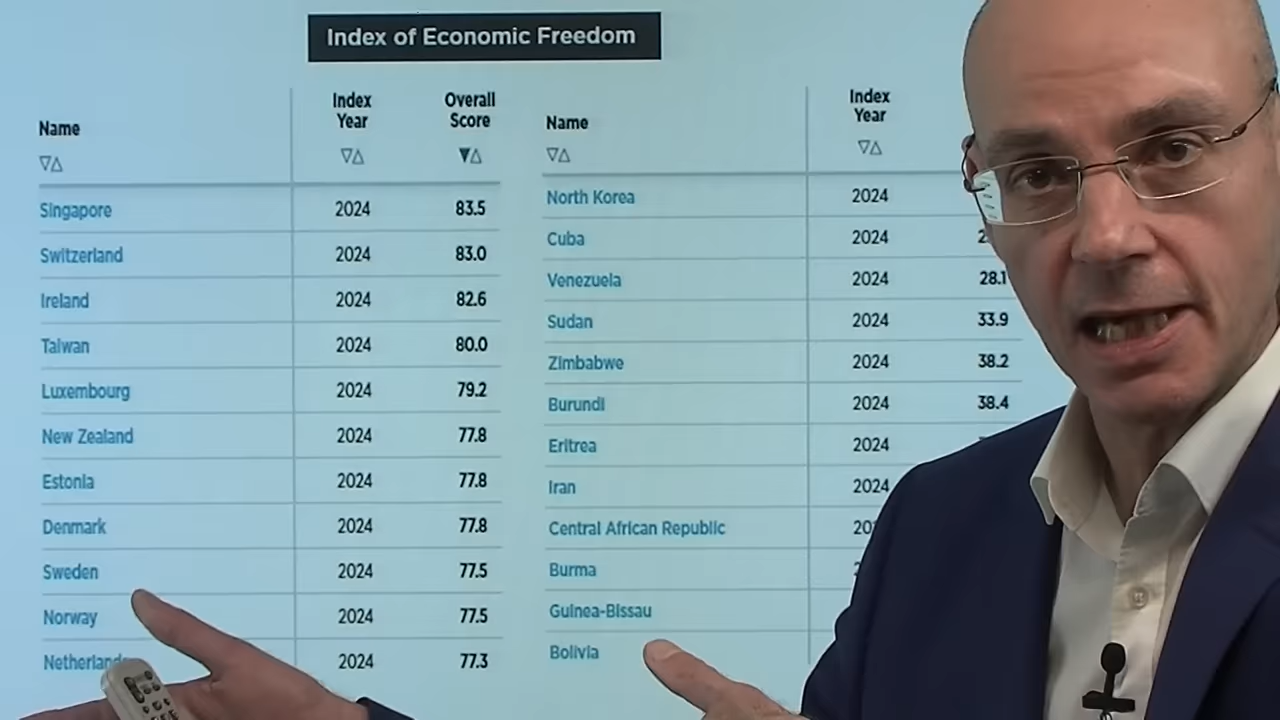 Index of Economic Freedom
Name Index Year Overall Score
Singapore 2024 83.5
Switzerland 2024 83.0
Ireland 2024 82.6
Taiwan 2024 80.0
Luxembourg 2024 79.2
New Zealand 2024 77.8
Estonia 2024 77.8
Denmark 2024 77.8
Sweden 2024 77.5
Norway 2024 77.5
Netherlands 2024 77.3
Name Index Year
North Korea 2024
Cuba 2024
Venezuela 2024 28.1
Sudan 2024 33.9
Zimbabwe 2024 38.2
Burundi 2024 38.4
Eritrea 2024
Iran 2024
Central African Republic
Burma
Guinea-Bissau
Bolivia